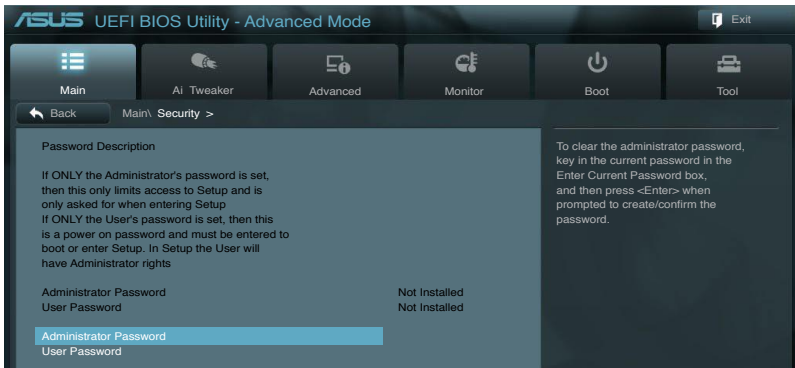 ASUS UEFI BIOS Utility - Advanced Mode
Exit
Main
Ai Tweaker
Advanced
Monitor
Boot
Tool
Back
Main\ Security >
Password Description
If ONLY the Administrator's password is set,
then this only limits access to Setup and is
only asked for when entering Setup
If ONLY the User's password is set, then this
is a power on password and must be entered to
boot or enter Setup. In Setup the User will
have Administrator rights
Administrator Password Not Installed
User Password Not Installed
Administrator Password
User Password
To clear the administrator password,
key in the current password in the
Enter Current Password box,
and then press <Enter> when
prompted to create/confirm the
password.